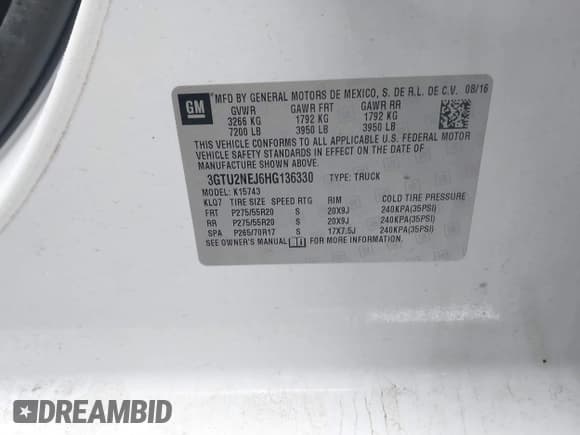 GM
MFD BY GENERAL MOTORS DE MEXICO, S. DE R.L. DE C.V. 08/16
GVWR GAWR FRT GAWR RR
3266 KG 1792 KG 1792 KG
7200 LB 3950 LB 3950 LB
THIS VEHICLE CONFORMS TO ALL APPLICABLE U.S. FEDERAL MOTOR
VEHICLE SAFETY STANDARDS IN EFFECT ON THE DATE OF
MANUFACTURE SHOWN ABOVE.
3GTU2NEJ6HG136330 TYPE: TRUCK
MODEL: K15743
KLQ7 TIRE SIZE SPEED RTG RIM COLD TIRE PRESSURE
FRT P275/55R20 S 20X9J 240KPA(35PSI)
RR P275/55R20 S 20X9J 240KPA(35PSI)
SPA P265/70R17 S 17X7.5J 240KPA(35PSI)
SEE OWNER'S MANUAL FOR MORE INFORMATION.
DREAMBID